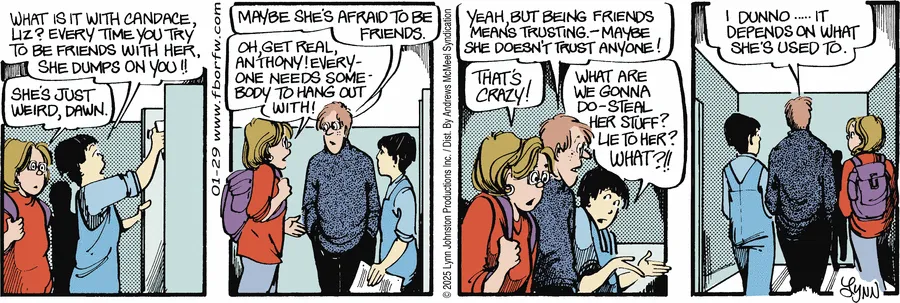 WHAT IS IT WITH CANDACE,
LIZ? EVERY TIME YOU TRY
TO BE FRIENDS WITH HER,
SHE DUMPS ON YOU!!
SHE'S JUST
WEIRD, DAWN.
01-29 www.fborfw.com
MAYBE SHE'S AFRAID TO BE
FRIENDS.
OH, GET REAL,
ANTHONY! EVERY-
ONE NEEDS SOME-
BODY TO HANG OUT
WITH!
© 2025 Lynn Johnston Productions Inc. / Dist. By Andrews McMeel Syndication
YEAH, BUT BEING FRIENDS
MEANS TRUSTING.-MAYBE
SHE DOESN'T TRUST ANYONE!
THAT'S
CRAZY!
WHAT ARE
WE GONNA
DO-STEAL
HER STUFF?
LIE TO HER?
WHAT?!!
I DUNNO ..... IT
DEPENDS ON WHAT
SHE'S USED TO.
LYNN